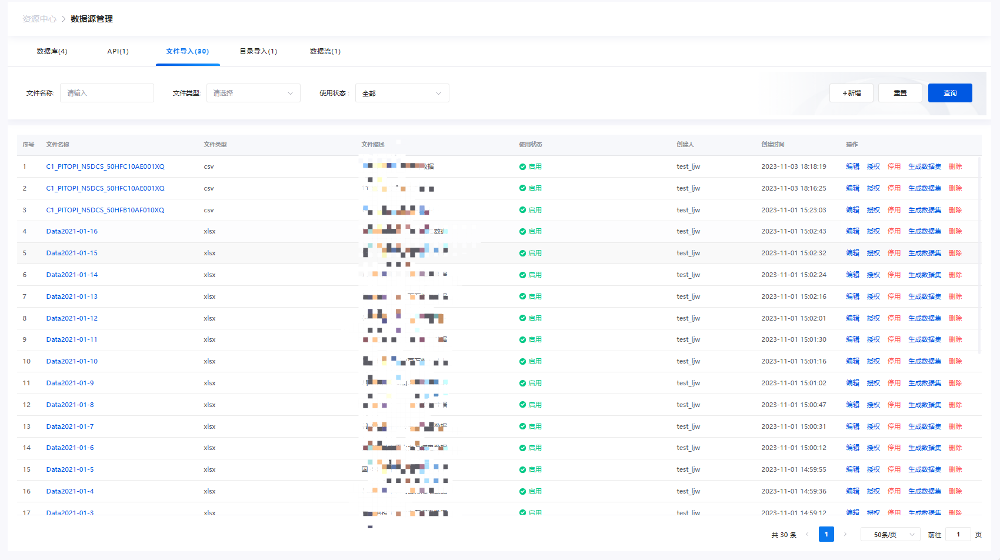 资源中心 > 数据源管理
数据库(4) API(1) 文件导入(30) 目录导入(1) 数据流(1)
文件名称: 请输入 文件类型: 请选择 使用状态 : 全部 +新增 重置 查询
序号 文件名称 文件类型 文件描述 使用状态 创建人 创建时间 操作
1 C1_PITOPI_N5DCS_50HFC10AE001XQ csv 数据 启用 test_ljw 2023-11-03 18:18:19 编辑 授权 停用 生成数据集 删除
2 C1_PITOPI_N5DCS_50HFC10AE001XQ csv 启用 test_ljw 2023-11-03 18:16:25 编辑 授权 停用 生成数据集 删除
3 C1_PITOPI_N5DCS_50HFB10AF010XQ csv 启用 test_ljw 2023-11-01 15:23:03 编辑 授权 停用 生成数据集 删除
4 Data2021-01-16 xlsx 数据 启用 test_ljw 2023-11-01 15:02:43 编辑 授权 停用 生成数据集 删除
5 Data2021-01-15 xlsx 启用 test_ljw 2023-11-01 15:02:32 编辑 授权 停用 生成数据集 删除
6 Data2021-01-14 xlsx 启用 test_ljw 2023-11-01 15:02:24 编辑 授权 停用 生成数据集 删除
7 Data2021-01-13 xlsx 启用 test_ljw 2023-11-01 15:02:16 编辑 授权 停用 生成数据集 删除
8 Data2021-01-12 xlsx 启用 test_ljw 2023-11-01 15:02:01 编辑 授权 停用 生成数据集 删除
9 Data2021-01-11 xlsx 启用 test_ljw 2023-11-01 15:01:30 编辑 授权 停用 生成数据集 删除
10 Data2021-01-10 xlsx 启用 test_ljw 2023-11-01 15:01:16 编辑 授权 停用 生成数据集 删除
11 Data2021-01-9 xlsx 启用 test_ljw 2023-11-01 15:01:02 编辑 授权 停用 生成数据集 删除
12 Data2021-01-8 xlsx 启用 test_ljw 2023-11-01 15:00:47 编辑 授权 停用 生成数据集 删除
13 Data2021-01-7 xlsx 数据 启用 test_ljw 2023-11-01 15:00:31 编辑 授权 停用 生成数据集 删除
14 Data2021-01-6 xlsx 启用 test_ljw 2023-11-01 15:00:12 编辑 授权 停用 生成数据集 删除
15 Data2021-01-5 xlsx 国 启用 test_ljw 2023-11-01 14:59:55 编辑 授权 停用 生成数据集 删除
16 Data2021-01-4 xlsx 启用 test_ljw 2023-11-01 14:59:36 编辑 授权 停用 生成数据集 删除
17 Data2021-01-3 xlsx 启用 test_ljw 2023-11-01 14:59:12 编辑 授权 停用 生成数据集 删除
共 30 条 < 1 > 50条/页 前往 1 页